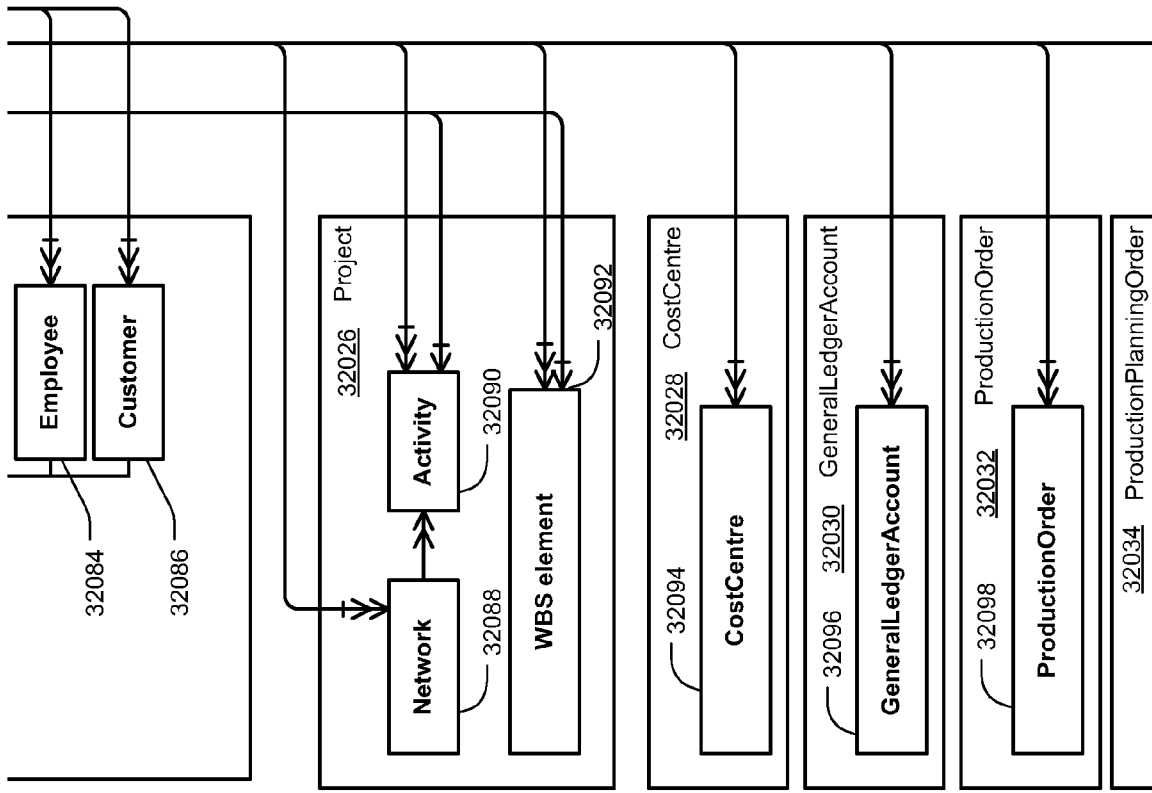 Employee
Customer
32084
32086
32026 Project
Network
Activity
32088
32090
WBS element
32092
32028 CostCentre
32094
CostCentre
32030 GeneralLedgerAccount
32096
GeneralLedgerAccount
32032 ProductionOrder
32098
ProductionOrder
32034 ProductionPlanningOrder